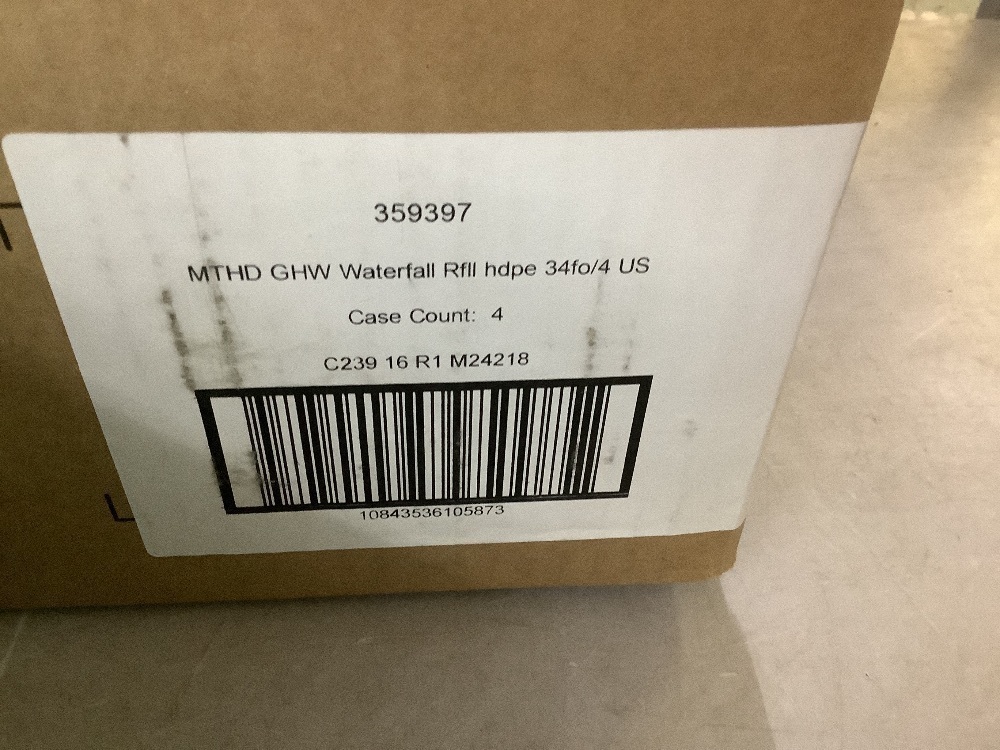 359397
MTHD GHW Waterfall Rfll hdpe 34fo/4 US
Case Count: 4
C239 16 R1 M24218
10843536105873